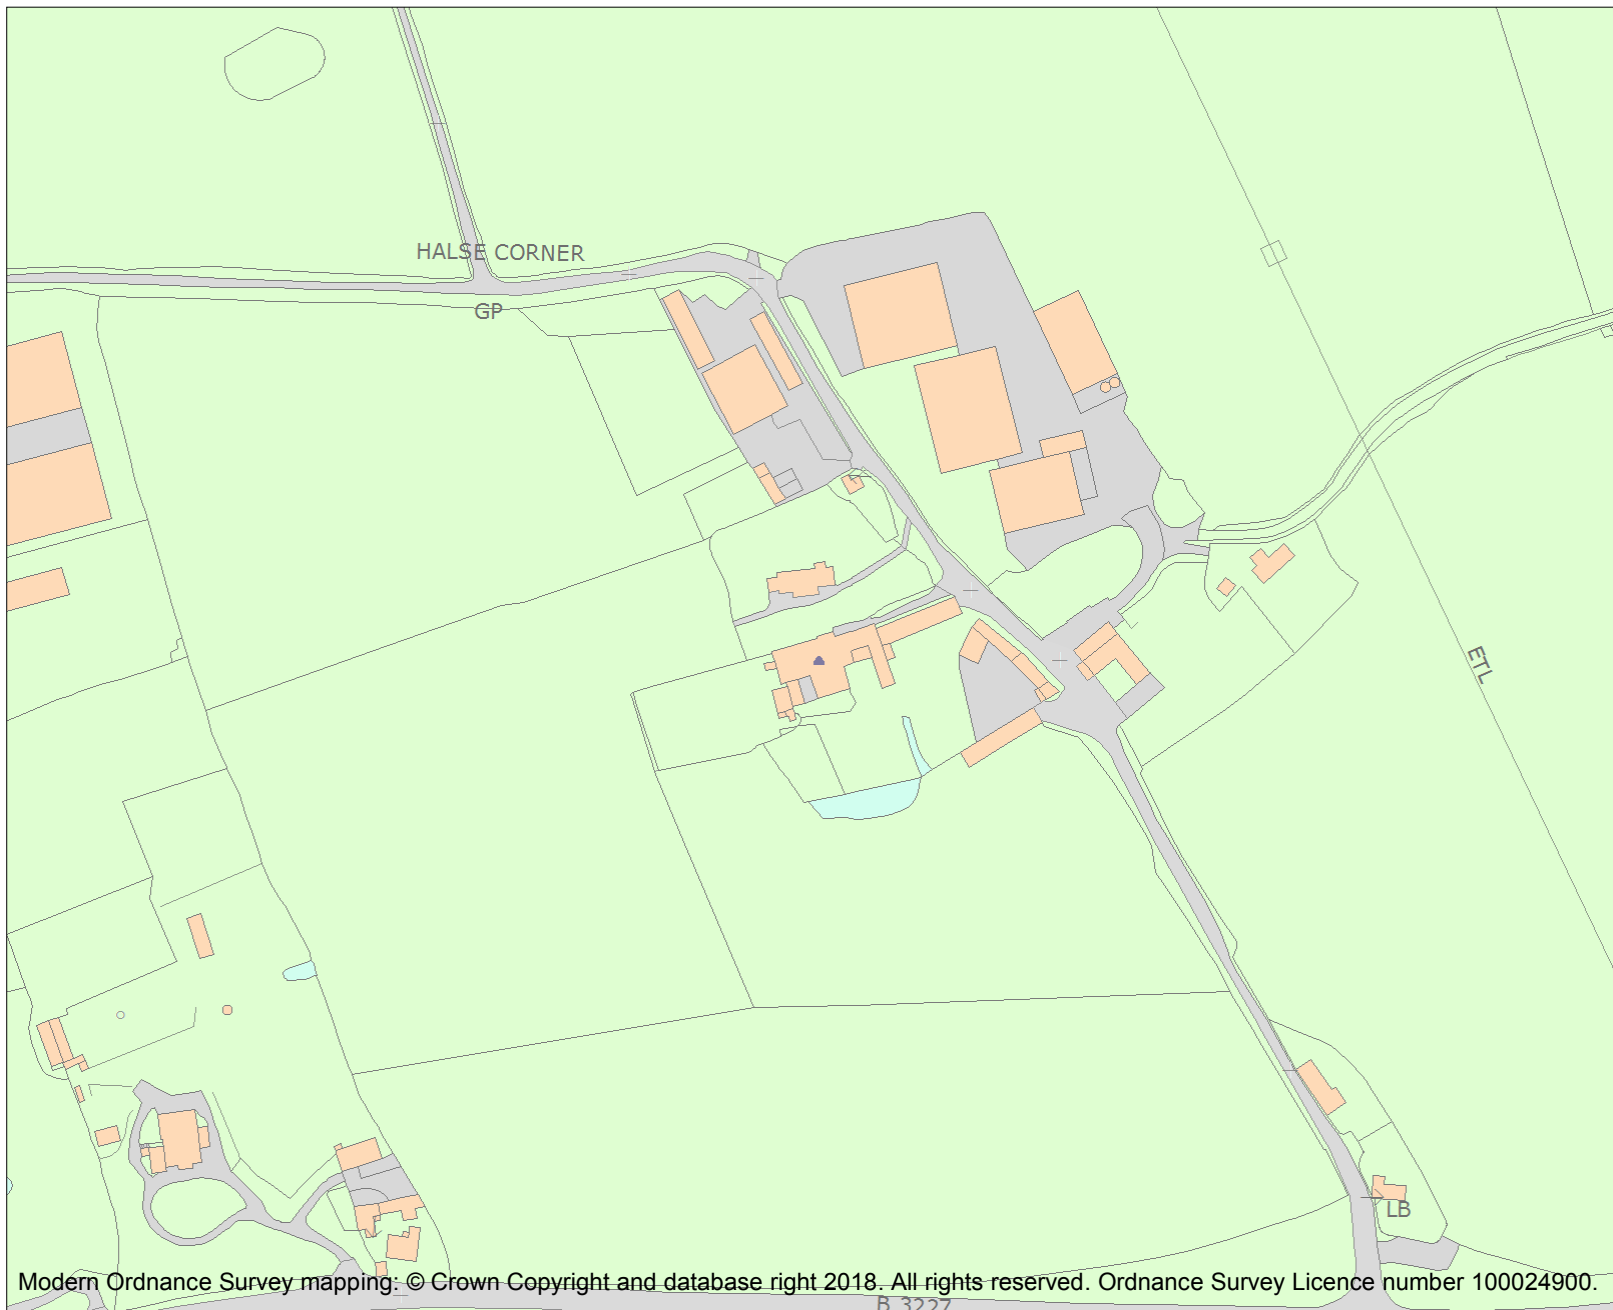 HALSE CORNER
GP
ETL
LB
Modern Ordnance Survey mapping: © Crown Copyright and database right 2018. All rights reserved. Ordnance Survey Licence number 100024900.
B 3227